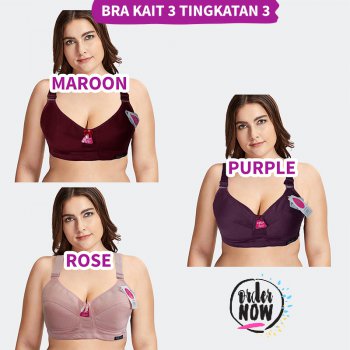 BRA KAIT 3 TINGKATAN 3
MAROON
PURPLE
ROSE
order
NOW